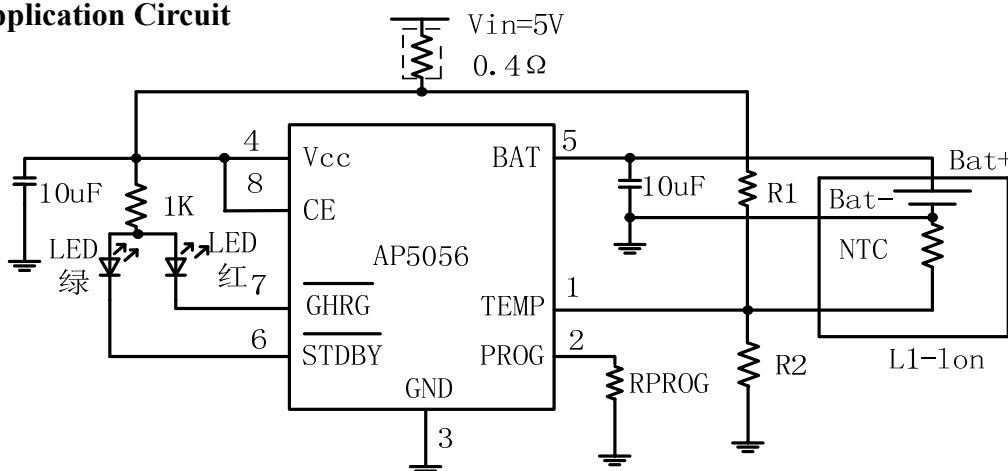 pplication Circuit
Vin=5V
0.4Ω
4
Vcc
BAT
5
Bat+
8
10uF
1K
CE
10uF
R1
Bat-
LED
绿
LED
红
AP5056
NTC
7
GHRG
TEMP
1
6
STDBY
PROG
2
R2
L1-lon
RPROG
GND
3